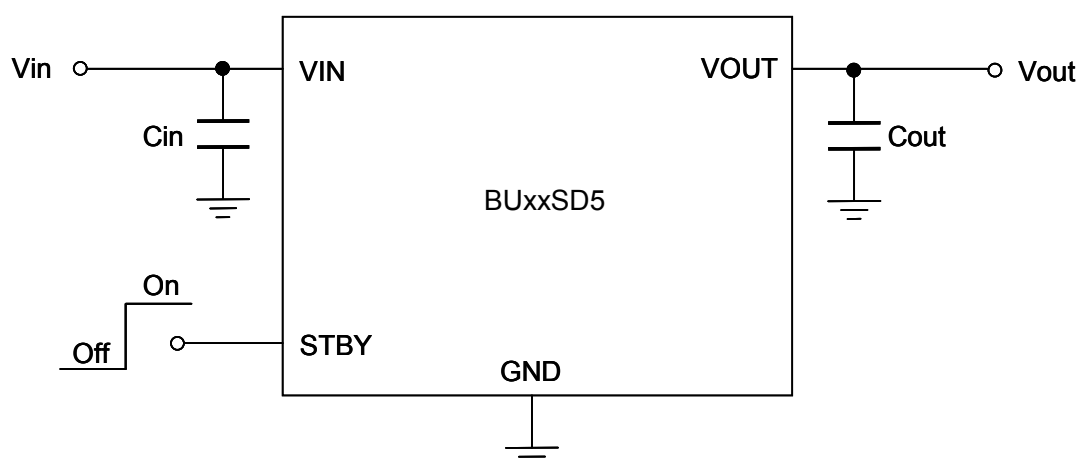 Vin
VIN
VOUT
Vout
Cin
Cout
BUxxSD5
On
Off
STBY
GND